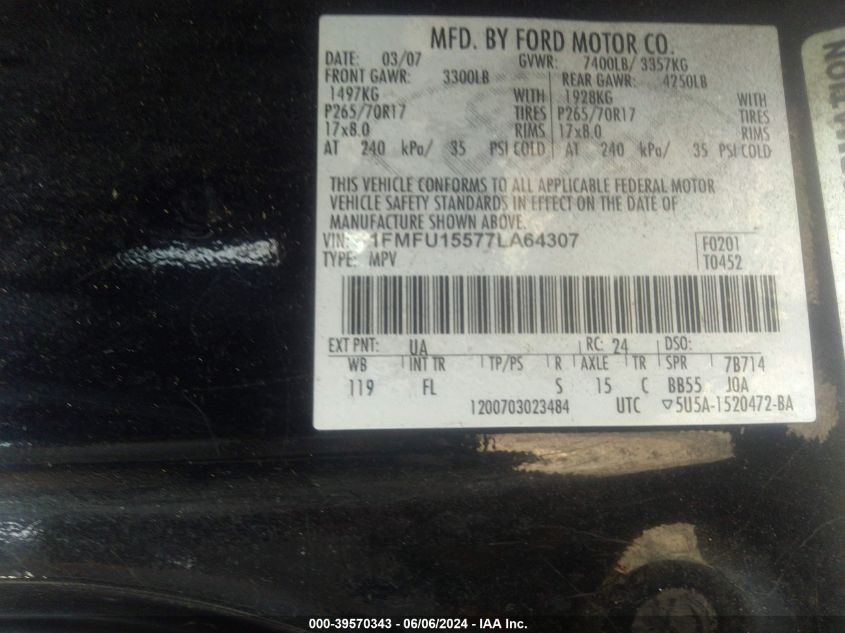 MFD. BY FORD MOTOR CO.
DATE: 03/07 GVWR: 7400LB/ 3357KG
FRONT GAWR: 3300LB REAR GAWR: 4250LB
1497KG WITH 1928KG WITH
P265/70R17 TIRES P265/70R17 TIRES
17x8.0 RIMS 17x8.0 RIMS
AT 240 kPa/ 35 PSI COLD AT 240 kPa/ 35 PSI COLD
THIS VEHICLE CONFORMS TO ALL APPLICABLE FEDERAL MOTOR
VEHICLE SAFETY STANDARDS IN EFFECT ON THE DATE OF
MANUFACTURE SHOWN ABOVE.
VIN: 1FMFU15577LA64307 F0201
TYPE: MPV T0452
EXT PNT: UA RC: 24 DSO:
WB INT TR TP/PS R AXLE TR SPR 7B714
119 FL S 15 C BB55 JOA
1200703023484 UTC ▽5U5A-1520472-BA
000-39570343 - 06/06/2024 - IAA Inc.